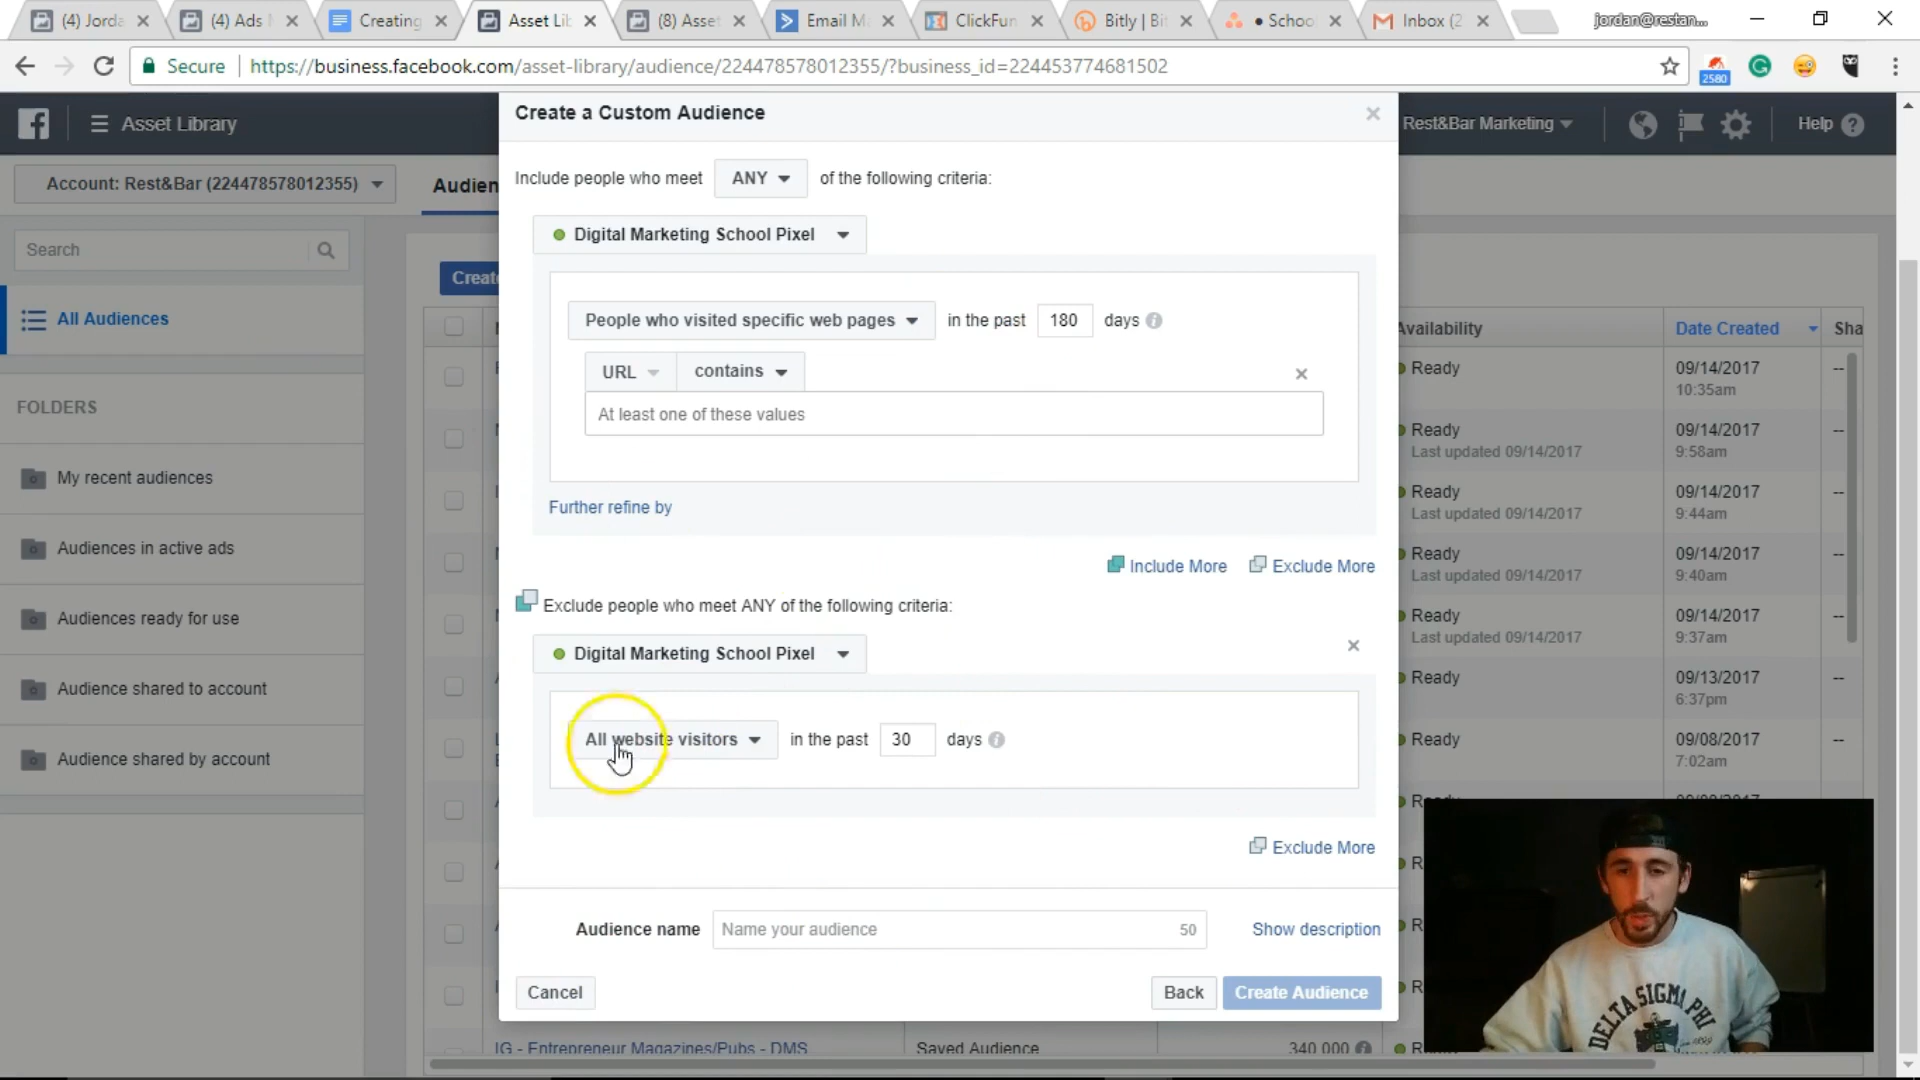 (4) Jorda
(4) Ads M
Creating
Asset Lib
(8) Asset
Email M
ClickFun
Bitly | Bi
• Schoo
Inbox (2
jordan@restan...
Secure
https://business.facebook.com/asset-library/audience/224478578012355/?business_id=224453774681502
2580
Asset Library
Create a Custom Audience
Rest&Bar Marketing
Help
Account: Rest&Bar (224478578012355)
Audien
Include people who meet ANY of the following criteria:
Search
Digital Marketing School Pixel
Create
All Audiences
People who visited specific web pages in the past 180 days
Availability
Date Created
Sha
URL contains
Ready
09/14/2017
--
10:35am
At least one of these values
FOLDERS
Ready
09/14/2017
--
Last updated 09/14/2017
9:58am
My recent audiences
Ready
09/14/2017
--
Further refine by
Last updated 09/14/2017
9:44am
Audiences in active ads
Include More
Exclude More
Ready
09/14/2017
--
Last updated 09/14/2017
9:40am
Exclude people who meet ANY of the following criteria:
Audiences ready for use
Ready
09/14/2017
--
Last updated 09/14/2017
9:37am
Digital Marketing School Pixel
Audience shared to account
Ready
09/13/2017
--
6:37pm
All website visitors in the past 30 days
Audience shared by account
Ready
09/08/2017
--
7:02am
Exclude More
Audience name
Name your audience
50
Show description
Cancel
Back
Create Audience
IG - Entrepreneur Magazines/Pubs - DMS
Saved Audience
340,000
DELTA SIGMA PHI